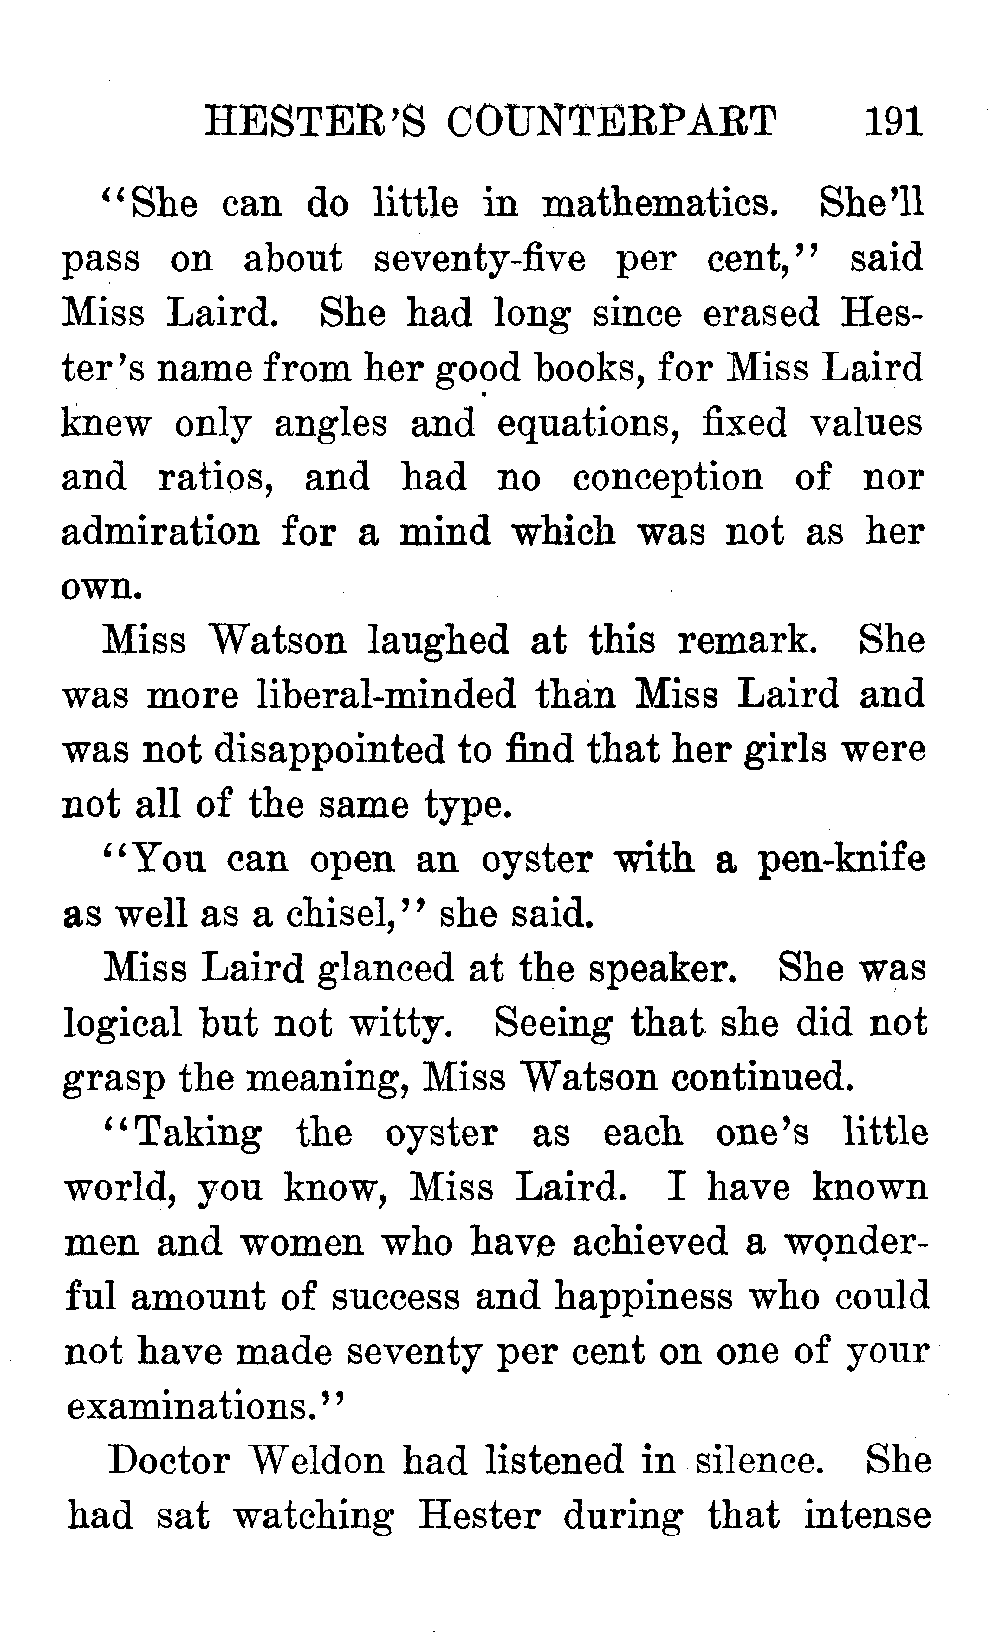 HESTER'S COUNTERPART 191
"She can do little in mathematics. She'll
pass on about seventy-five per cent," said
Miss Laird. She had long since erased Hes-
ter's name from her good books, for Miss Laird
knew only angles and equations, fixed values
and ratios, and had no conception of nor
admiration for a mind which was not as her
own.
Miss Watson laughed at this remark. She
was more liberal-minded than Miss Laird and
was not disappointed to find that her girls were
not all of the same type.
"You can open an oyster with a pen-knife
as well as a chisel," she said.
Miss Laird glanced at the speaker. She was
logical but not witty. Seeing that she did not
grasp the meaning, Miss Watson continued.
"Taking the oyster as each one's little
world, you know, Miss Laird. I have known
men and women who have achieved a wonder-
ful amount of success and happiness who could
not have made seventy per cent on one of your
examinations."
Doctor Weldon had listened in silence. She
had sat watching Hester during that intense